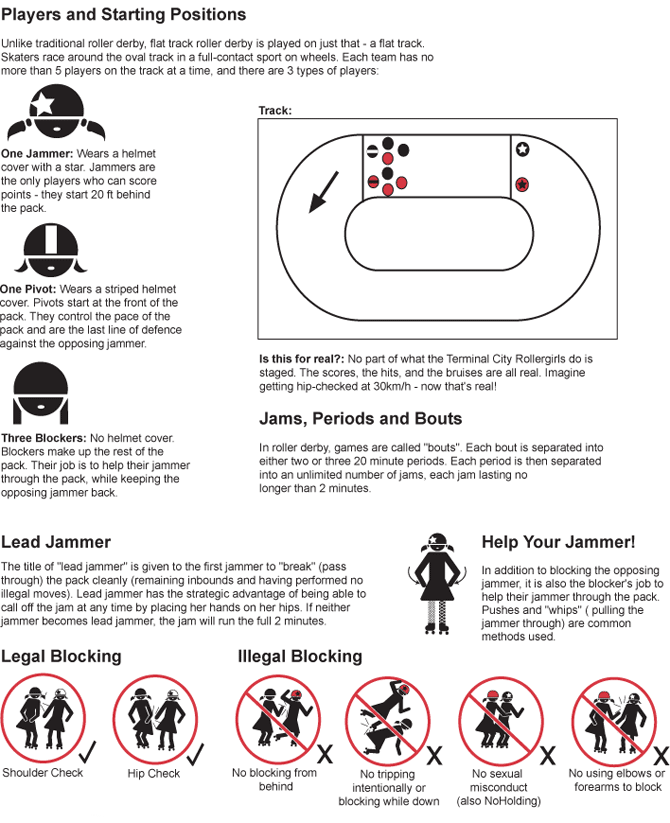 Players and Starting Positions
Unlike traditional roller derby, flat track roller derby is played on just that - a flat track.
Skaters race around the oval track in a full-contact sport on wheels. Each team has no
more than 5 players on the track at a time, and there are 3 types of players:
One Jammer: Wears a helmet
cover with a star. Jammers are
the only players who can score
points - they start 20 ft behind
the pack.
One Pivot: Wears a striped helmet
cover. Pivots start at the front of the
pack. They control the pace of the
pack and are the last line of defence
against the opposing jammer.
Three Blockers: No helmet cover.
Blockers make up the rest of the
pack. Their job is to help their jammer
through the pack, while keeping the
opposing jammer back.
Track:
Is this for real?: No part of what the Terminal City Rollergirls do is
staged. The scores, the hits, and the bruises are all real. Imagine
getting hip-checked at 30km/h - now that's real!
Jams, Periods and Bouts
In roller derby, games are called "bouts". Each bout is separated into
either two or three 20 minute periods. Each period is then separated
into an unlimited number of jams, each jam lasting no
longer than 2 minutes.
Lead Jammer
The title of "lead jammer" is given to the first jammer to "break" (pass
through) the pack cleanly (remaining inbounds and having performed no
illegal moves). Lead jammer has the strategic advantage of being able to
call off the jam at any time by placing her hands on her hips. If neither
jammer becomes lead jammer, the jam will run the full 2 minutes.
Help Your Jammer!
In addition to blocking the opposing
jammer, it is also the blocker's job to
help their jammer through the pack.
Pushes and "whips" ( pulling the
jammer through) are common
methods used.
Legal Blocking
Shoulder Check
Hip Check
Illegal Blocking
No blocking from
behind
No tripping
intentionally or
blocking while down
No sexual
misconduct
(also NoHolding)
No using elbows or
forearms to block